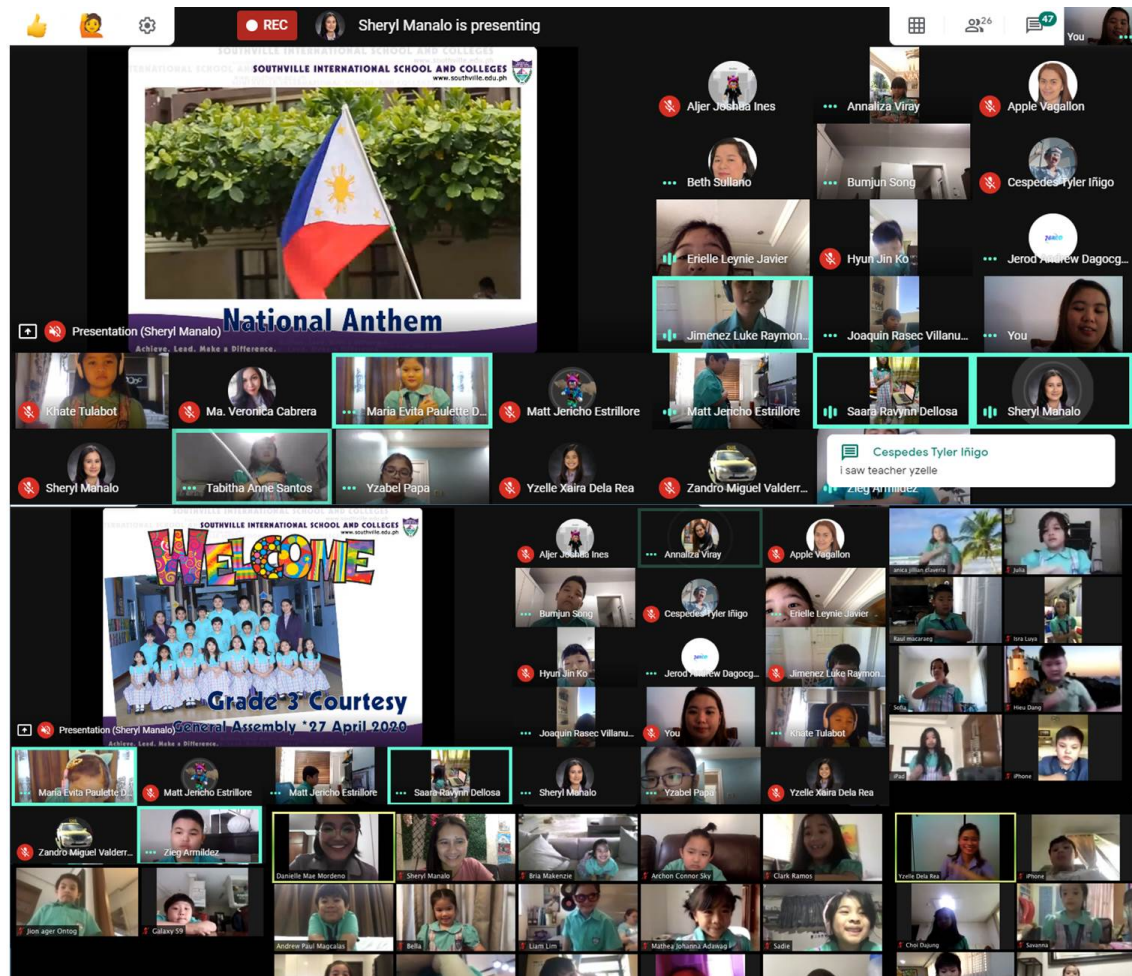 REC
Sheryl Manalo is presenting
26
47
You
SOUTHVILLE INTERNATIONAL SCHOOL AND COLLEGES
www.southville.edu.ph
National Anthem
Achieve. Lead. Make a Difference.
Presentation (Sheryl Manalo)
Aljer Joshua Ines
Annaliza Viray
Apple Vagallon
Beth Sullano
Bumjun Song
Cespedes Tyler Iñigo
Erielle Leynie Javier
Hyun Jin Ko
Jerod Andrew Dagocg...
Jimenez Luke Raymon...
Joaquin Rasec Villanu...
You
Khate Tulabot
Ma. Veronica Cabrera
Maria Evita Paulette D...
Matt Jericho Estrillore
Matt Jericho Estrillore
Saara Ravynn Dellosa
Sheryl Manalo
Sheryl Manalo
Tabitha Anne Santos
Yzabel Papa
Yzelle Xaira Dela Rea
Zandro Miguel Valderr...
Zieg Armildez
Cespedes Tyler Iñigo
i saw teacher yzelle
SOUTHVILLE INTERNATIONAL SCHOOL AND COLLEGES
www.southville.edu.ph
WELCOME
Grade 3 Courtesy
General Assembly *27 April 2020
Achieve. Lead. Make a Difference.
Presentation (Sheryl Manalo)
Aljer Joshua Ines
Annaliza Viray
Apple Vagallon
Bumjun Song
Cespedes Tyler Iñigo
Erielle Leynie Javier
Hyun Jin Ko
Jerod Andrew Dagocg...
Jimenez Luke Raymon...
Joaquin Rasec Villanu...
You
Khate Tulabot
anica jillian claveria
Julia
Raul macaraeg
Isra Luya
Sofia
Hieu Dang
iPad
iPhone
Maria Evita Paulette D...
Matt Jericho Estrillore
Matt Jericho Estrillore
Saara Ravynn Dellosa
Sheryl Manalo
Yzabel Papa
Yzelle Xaira Dela Rea
Zandro Miguel Valderr...
Zieg Armildez
Danielle Mae Mordeno
Sheryl Manalo
Bria Makenzie
Archon Connor Sky
Clark Ramos
Yzelle Dela Rea
iPhone
Jion ager Ontog
Galaxy S9
Andrew Paul Magcalas
Bella
Liam Lim
Mathea Johanna Adawag
Sadie
Choi Dajung
Savanna